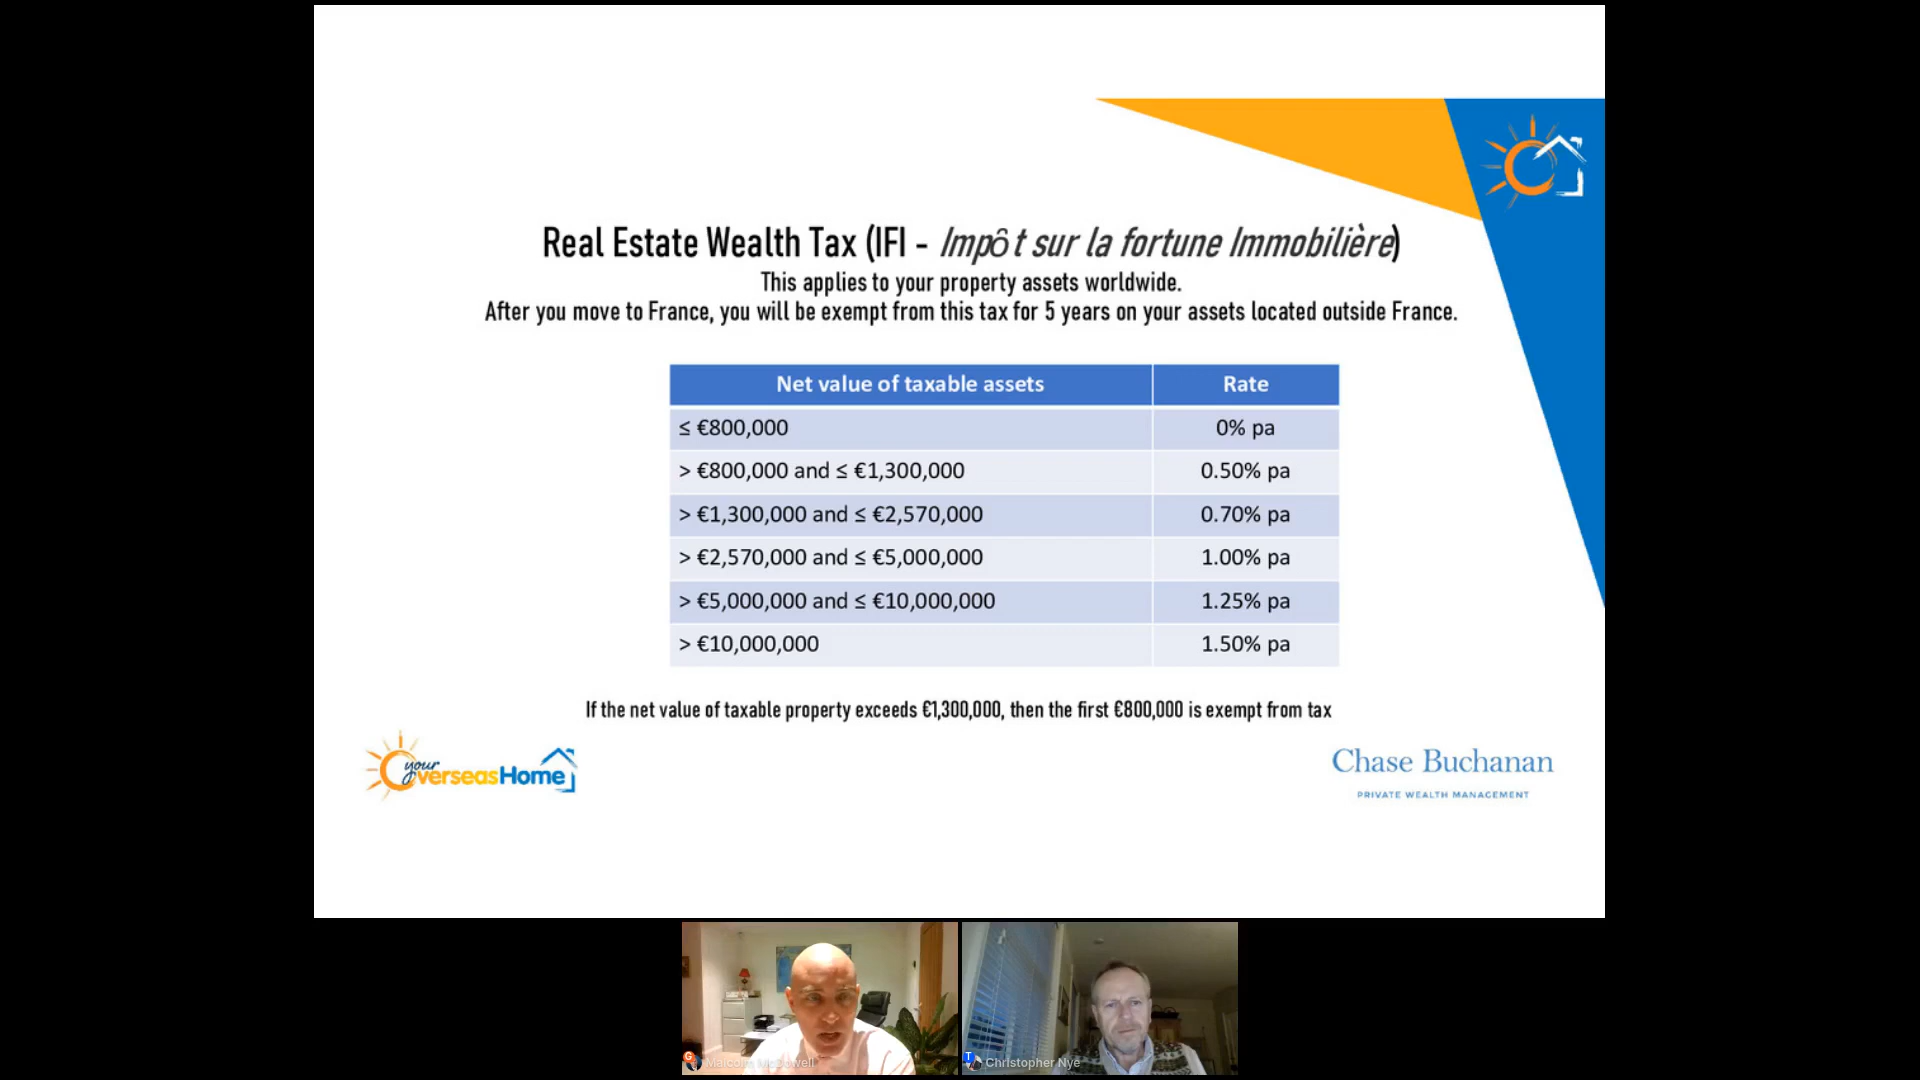 Real Estate Wealth Tax (IFI - Impôt sur la fortune Immobilière)
This applies to your property assets worldwide.
After you move to France, you will be exempt from this tax for 5 years on your assets located outside France.
Net value of taxable assets Rate
≤ €800,000 0% pa
> €800,000 and ≤ €1,300,000 0.50% pa
> €1,300,000 and ≤ €2,570,000 0.70% pa
> €2,570,000 and ≤ €5,000,000 1.00% pa
> €5,000,000 and ≤ €10,000,000 1.25% pa
> €10,000,000 1.50% pa
If the net value of taxable property exceeds €1,300,000, then the first €800,000 is exempt from tax
your OverseasHome
Chase Buchanan
PRIVATE WEALTH MANAGEMENT
G Malcolm McDowell
T Christopher Nye